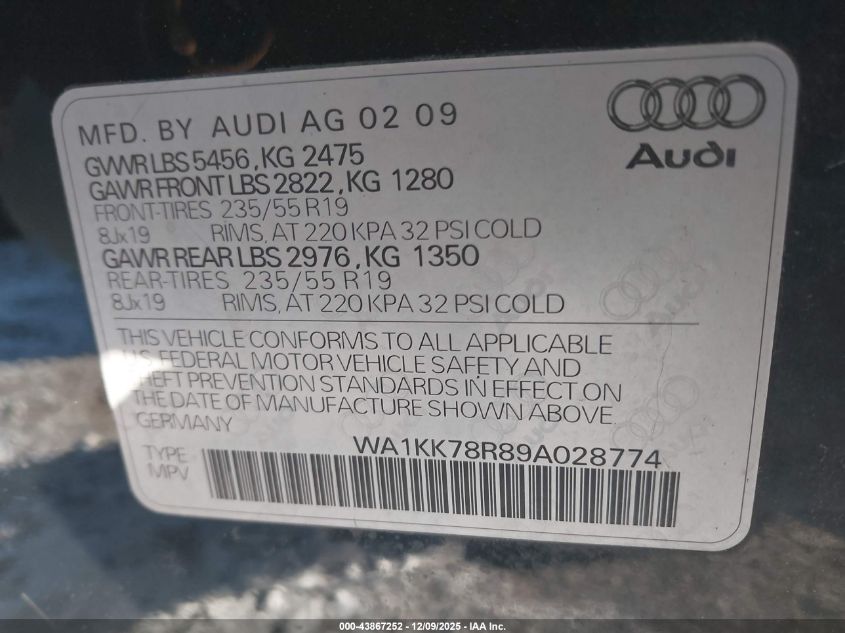 MFD. BY AUDI AG 02 09
GVWR LBS 5456, KG 2475
GAWR FRONT LBS 2822, KG 1280
FRONT-TIRES 235/55 R19
8Jx19 RIMS, AT 220 KPA 32 PSI COLD
GAWR REAR LBS 2976, KG 1350
REAR-TIRES 235/55 R19
8Jx19 RIMS, AT 220 KPA 32 PSI COLD
Audi
THIS VEHICLE CONFORMS TO ALL APPLICABLE
U.S. FEDERAL MOTOR VEHICLE SAFETY AND
THEFT PREVENTION STANDARDS IN EFFECT ON
THE DATE OF MANUFACTURE SHOWN ABOVE.
GERMANY
TYPE WA1KK78R89A028774
MPV
Audi
Audi
000-43867252 - 12/09/2025 - IAA Inc.